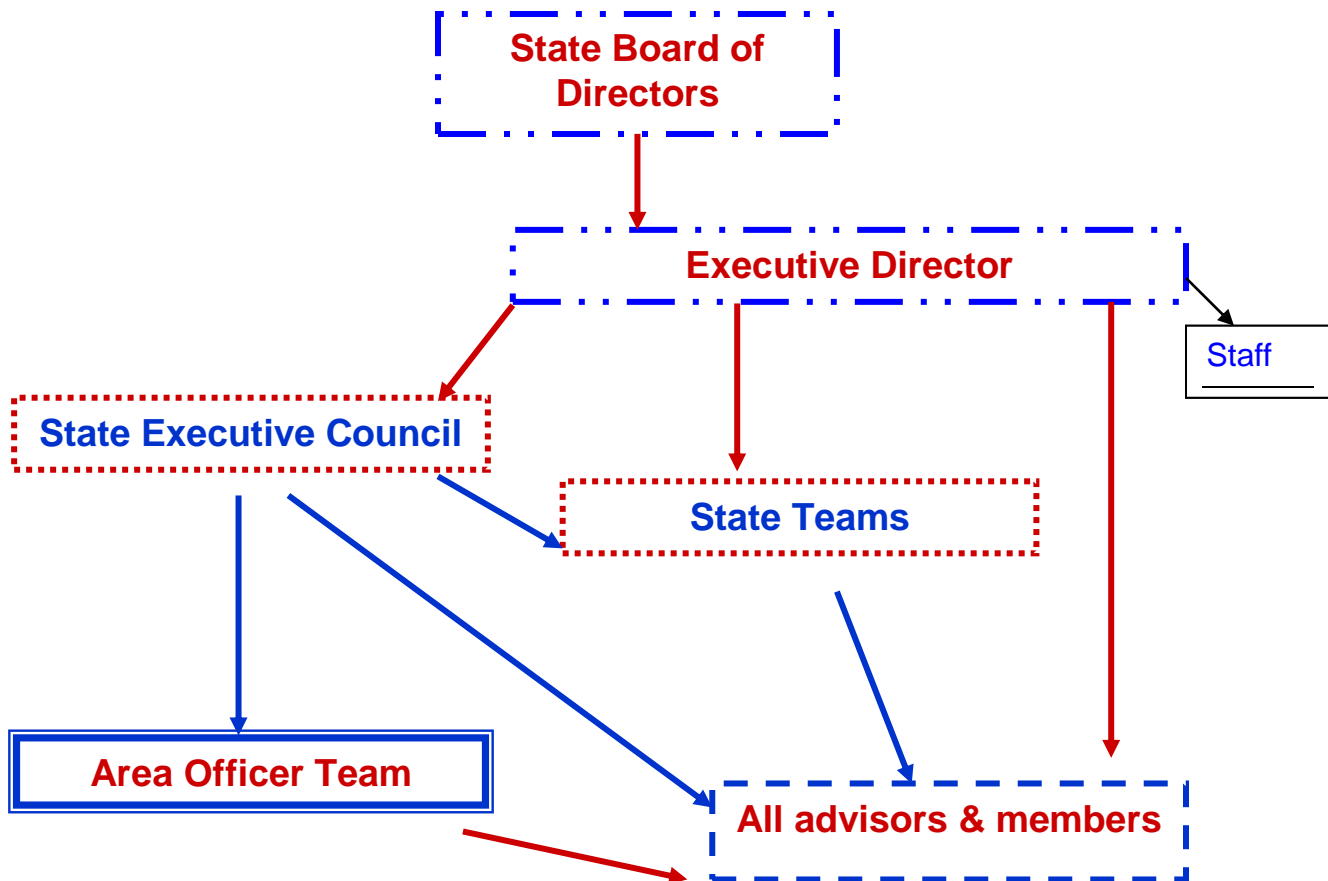 State Board of
Directors
Executive Director
Staff
State Executive Council
State Teams
Area Officer Team
All advisors & members